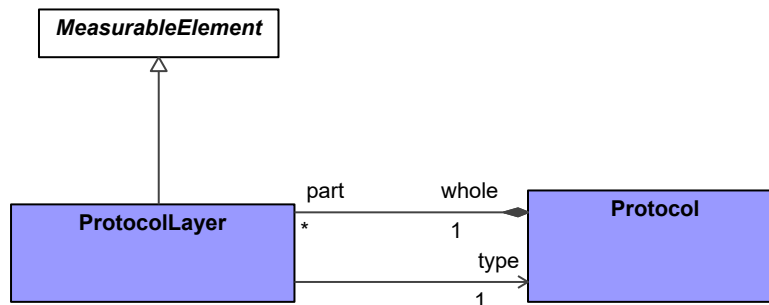 MeasurableElement
part
whole
ProtocolLayer
Protocol
*
1
type
1